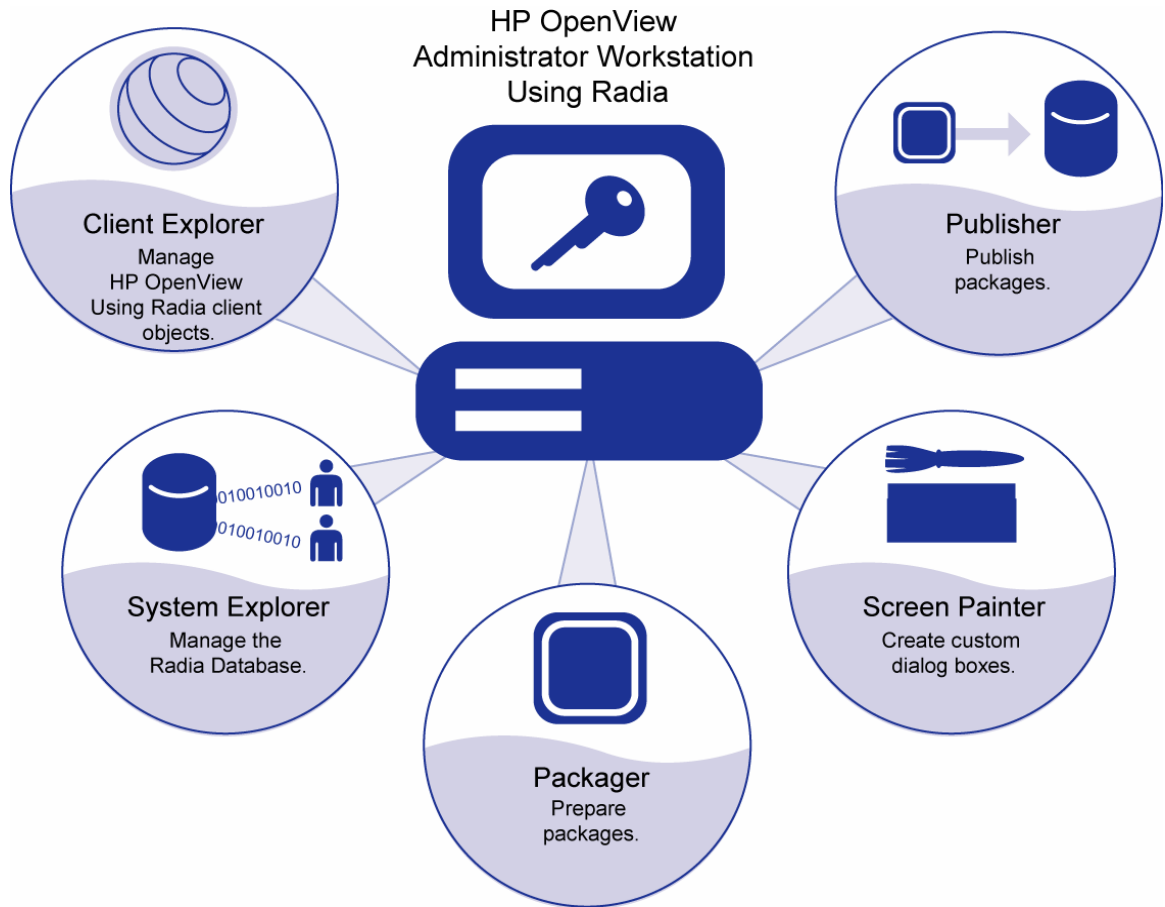 HP OpenView
Administrator Workstation
Using Radia
Client Explorer
Manage
HP OpenView
Using Radia client
objects.
Publisher
Publish
packages.
System Explorer
Manage the
Radia Database.
010010010
010010010
Screen Painter
Create custom
dialog boxes.
Packager
Prepare
packages.